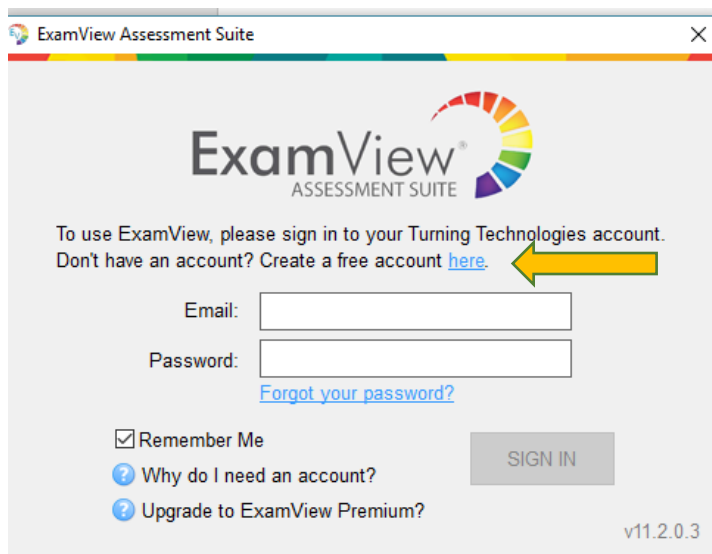 ExamView Assessment Suite
ExamView®
ASSESSMENT SUITE
To use ExamView, please sign in to your Turning Technologies account.
Don't have an account? Create a free account here.
Email:
Password:
Forgot your password?
Remember Me
SIGN IN
? Why do I need an account?
? Upgrade to ExamView Premium?
v11.2.0.3